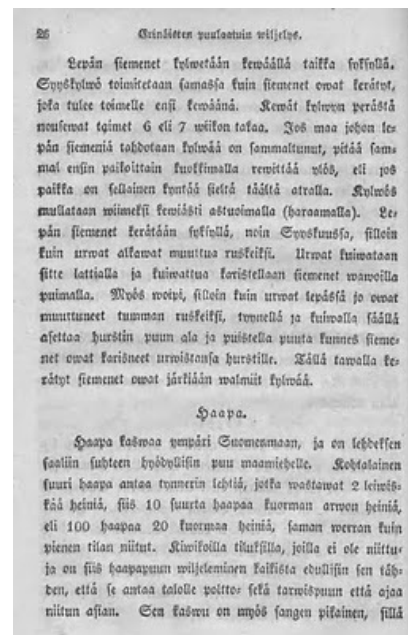 26 Erinäisten puulaatuin wiljelys.
Lepän siemenet kylwetään kewäällä taikka syksyllä.
Syyskylwö toimitetaan samassa kuin siemenet owat kerätyt,
joka tulee toimelle ensi kewäänä. Kewät kylwyn perästä
nousewat taimet 6 eli 7 wiikon takaa. Jos maa johon le-
pän siemeniä tahdotaan kylwää on sammaltunut, pitää sam-
mal ensin paikoittain kuokkimalla rewittää ylös, eli jos
paikka on sellainen kyntää sieltä täältä atralla. Kylwös
mullataan wiimeksi kewiästi astuoimalla (haraamalla). Le-
pän siemenet kerätään syksyllä, noin Syyskuussa, silloin
kuin urwat alkawat muuttua ruskeiksi. Urwat kuiwataan
sitte lattialla ja kuiwattua karistellaan siemenet wawoilla
puimalla. Myös woipi, silloin kuin urwat lepässä jo owat
muuttuneet tumman ruskeiksi, tyynellä ja kuiwalla säällä
asettaa hurstin puun ala ja puistella puuta kunnes sieme-
net owat karisneet urwistansa hurstille. Tällä tawalla ke-
rätyt siemenet owat järkiään walmiit kylwää.
Haapa.
Haapa kaswaa ympäri Suomenmaan, ja on lehdeksen
saaliin suhteen hyödyllisin puu maamiehelle. Kohtalainen
suuri haapa antaa tynnerin lehtiä, jotka wastawat 2 leiwis-
kää heiniä, siis 10 suurta haapaa kuorman arwon heiniä,
eli 100 haapaa 20 kuormaa heiniä, saman werran kuin
pienen tilan niitut. Kiwikoilla tiluksilla, joilla ei ole niittu-
ja on siis haapapuun wiljeleminen kaikista edullisin sen täh-
den, että se antaa talolle poltto- sekä tarwispuun että ajaa
niitun asian. Sen kaswu on myös sangen pikainen, sillä